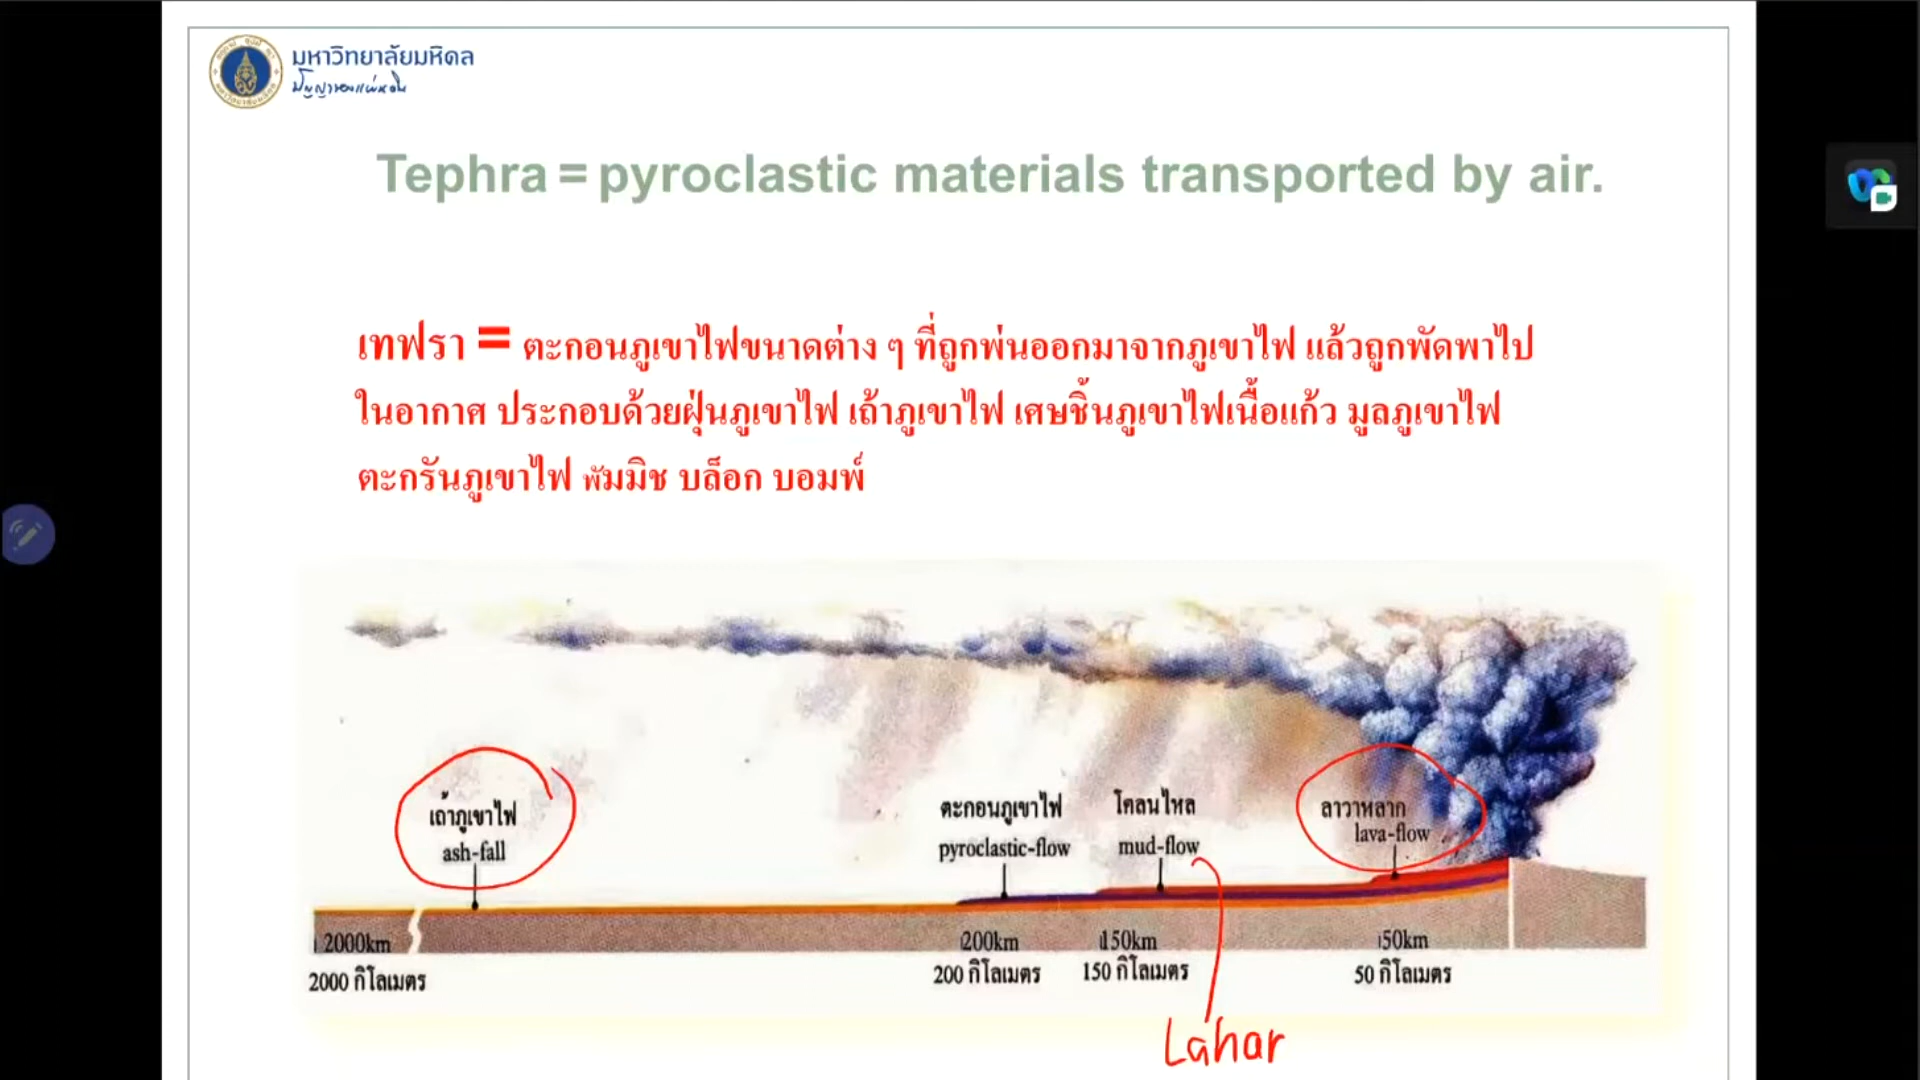 มหาวิทยาลัยมหิดล
ปัญญาของแผ่นดิน
Tephra = pyroclastic materials transported by air.
เทฟรา = ตะกอนภูเขาไฟขนาดต่าง ๆ ที่ถูกพ่นออกมาจากภูเขาไฟ แล้วถูกพัดพาไป
ในอากาศ ประกอบด้วยฝุ่นภูเขาไฟ เถ้าภูเขาไฟ เศษชิ้นภูเขาไฟเนื้อแก้ว มูลภูเขาไฟ
ตะกรันภูเขาไฟ พัมมิช บล็อก บอมพ์
เถ้าภูเขาไฟ
ash-fall
ตะกอนภูเขาไฟ
pyroclastic-flow
โคลนไหล
mud-flow
ลาวาหลาก
lava-flow
2000km
200km
150km
50km
2000 กิโลเมตร
200 กิโลเมตร
150 กิโลเมตร
50 กิโลเมตร
Lahar